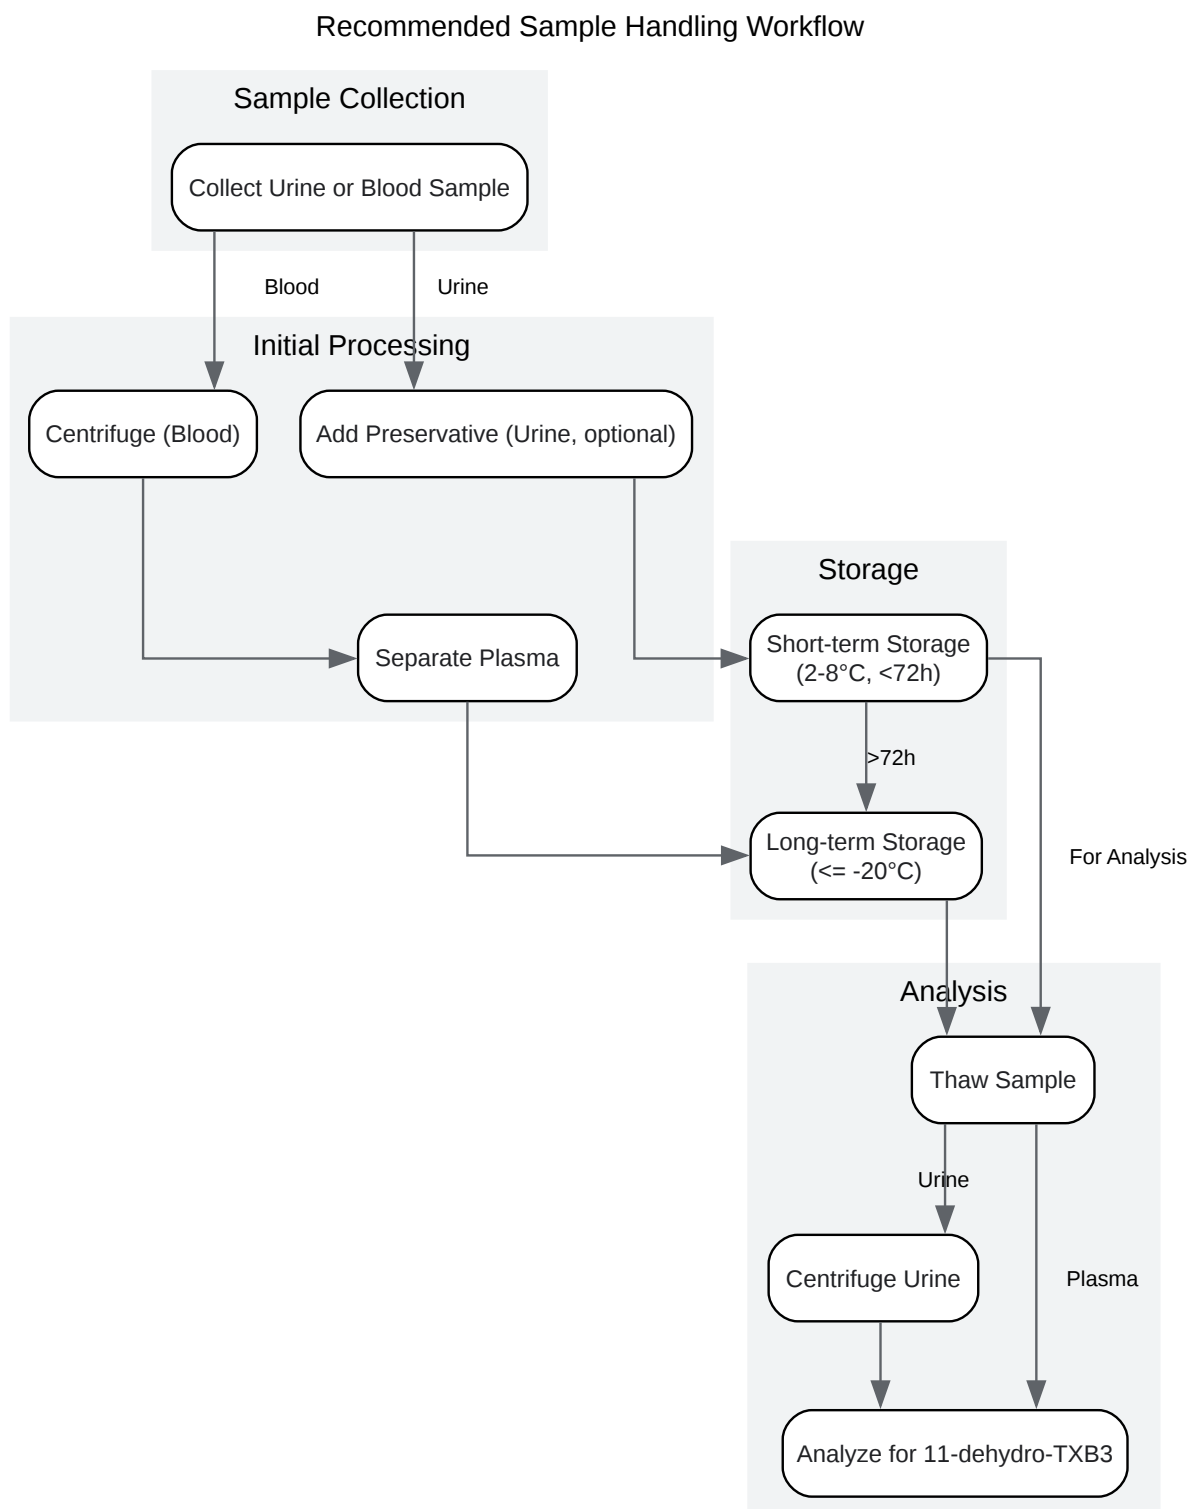 Recommended Sample Handling Workflow
Sample Collection
Collect Urine or Blood Sample
Blood
Urine
Initial Processing
Centrifuge (Blood)
Add Preservative (Urine, optional)
Storage
Separate Plasma
Short-term Storage
(2-8°C, <72h)
>72h
Long-term Storage
(<= -20°C)
For Analysis
Analysis
Thaw Sample
Urine
Centrifuge Urine
Plasma
Analyze for 11-dehydro-TXB3